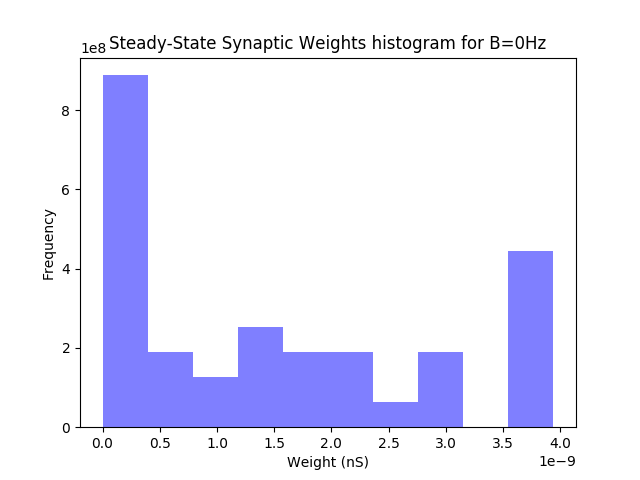 Steady-State Synaptic Weights histogram for B=0Hz
1e8
8
6
4
2
0
Frequency
0.0 0.5 1.0 1.5 2.0 2.5 3.0 3.5 4.0
Weight (nS)
1e−9